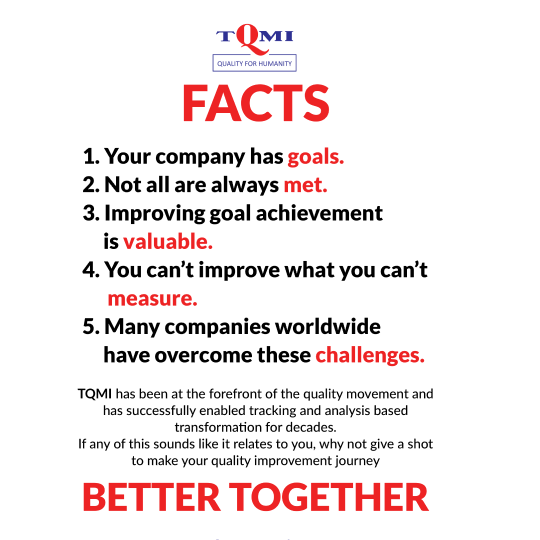 TQMI
QUALITY FOR HUMANITY
FACTS
1. Your company has goals.
2. Not all are always met.
3. Improving goal achievement
is valuable.
4. You can't improve what you can't
measure.
5. Many companies worldwide
have overcome these challenges.
TQMI has been at the forefront of the quality movement and
has successfully enabled tracking and analysis based
transformation for decades.
If any of this sounds like it relates to you, why not give a shot
to make your quality improvement journey
BETTER TOGETHER